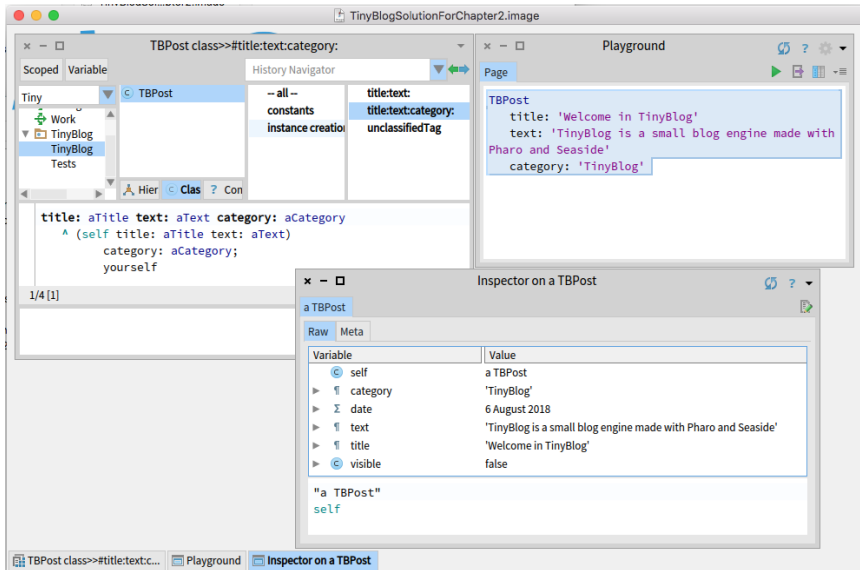 TinyBlogSolutionForChapter2.image
TBPost class>>#title:text:category:
Scoped Variable
History Navigator
Tiny
Work
TinyBlog
TinyBlog
Tests
TBPost
Hier Clas ? Con
-- all --
constants
instance creation
title:text:
title:text:category:
unclassifiedTag
title: aTitle text: aText category: aCategory
^ (self title: aTitle text: aText)
category: aCategory;
yourself
1/4 [1]
Playground
?
Page
TBPost
title: 'Welcome in TinyBlog'
text: 'TinyBlog is a small blog engine made with
Pharo and Seaside'
category: 'TinyBlog'
Inspector on a TBPost
?
a TBPost
Raw Meta
Variable Value
self a TBPost
category 'TinyBlog'
date 6 August 2018
text 'TinyBlog is a small blog engine made with Pharo and Seaside'
title 'Welcome in TinyBlog'
visible false
"a TBPost"
self
TBPost class>>#title:text:c... Playground Inspector on a TBPost